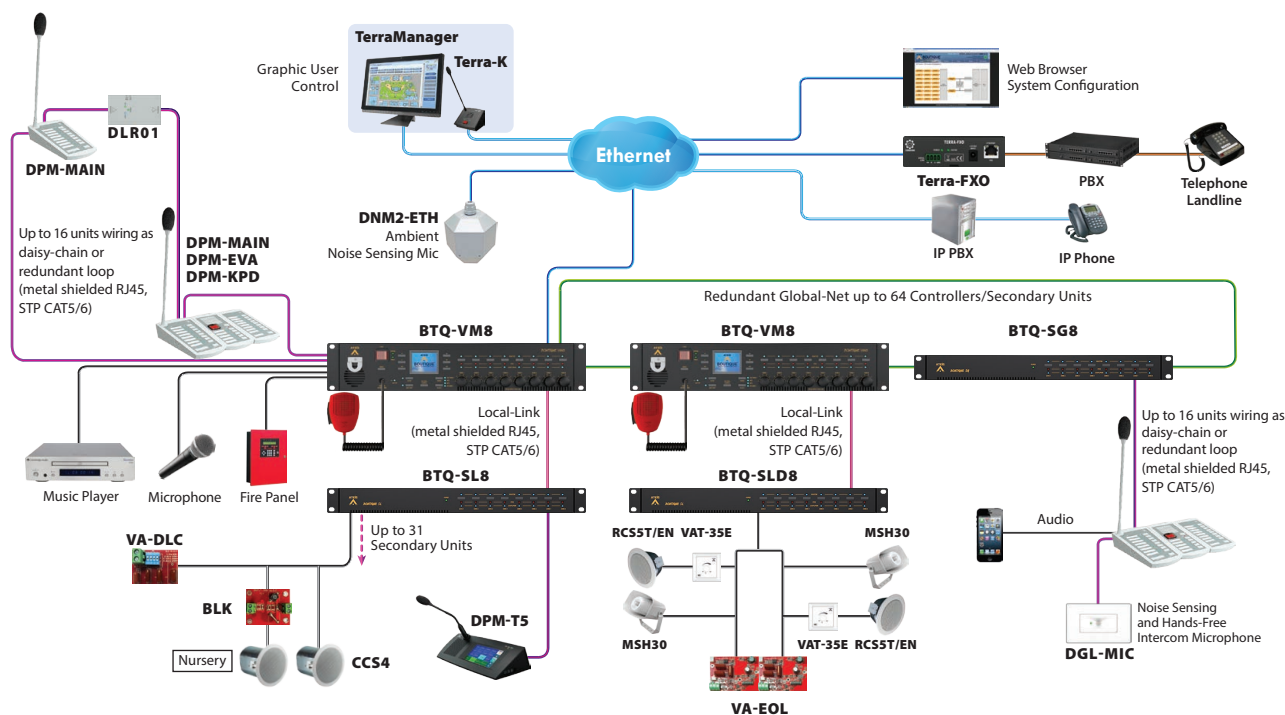 TerraManager
Terra-K
Graphic User
Control
Web Browser
System Configuration
DLR01
DPM-MAIN
Ethernet
TERRA-FXO
Terra-FXO
PBX
Telephone
Landline
DNM2-ETH
Ambient
Noise Sensing Mic
IP PBX
IP Phone
Up to 16 units wiring as
daisy-chain or
redundant loop
(metal shielded RJ45,
STP CAT5/6)
DPM-MAIN
DPM-EVA
DPM-KPD
Redundant Global-Net up to 64 Controllers/Secondary Units
BTQ-VM8
BTQ-VM8
BTQ-SG8
Local-Link
(metal shielded RJ45,
STP CAT5/6)
Local-Link
(metal shielded RJ45,
STP CAT5/6)
Up to 16 units wiring as
daisy-chain or
redundant loop
(metal shielded RJ45,
STP CAT5/6)
Music Player
Microphone
Fire Panel
BTQ-SL8
BTQ-SLD8
Up to 31
Secondary Units
VA-DLC
RCS5T/EN
VAT-35E
MSH30
Audio
BLK
DPM-T5
Nursery
CCS4
MSH30
VAT-35E
RCS5T/EN
Noise Sensing
and Hands-Free
Intercom Microphone
DGL-MIC
VA-EOL